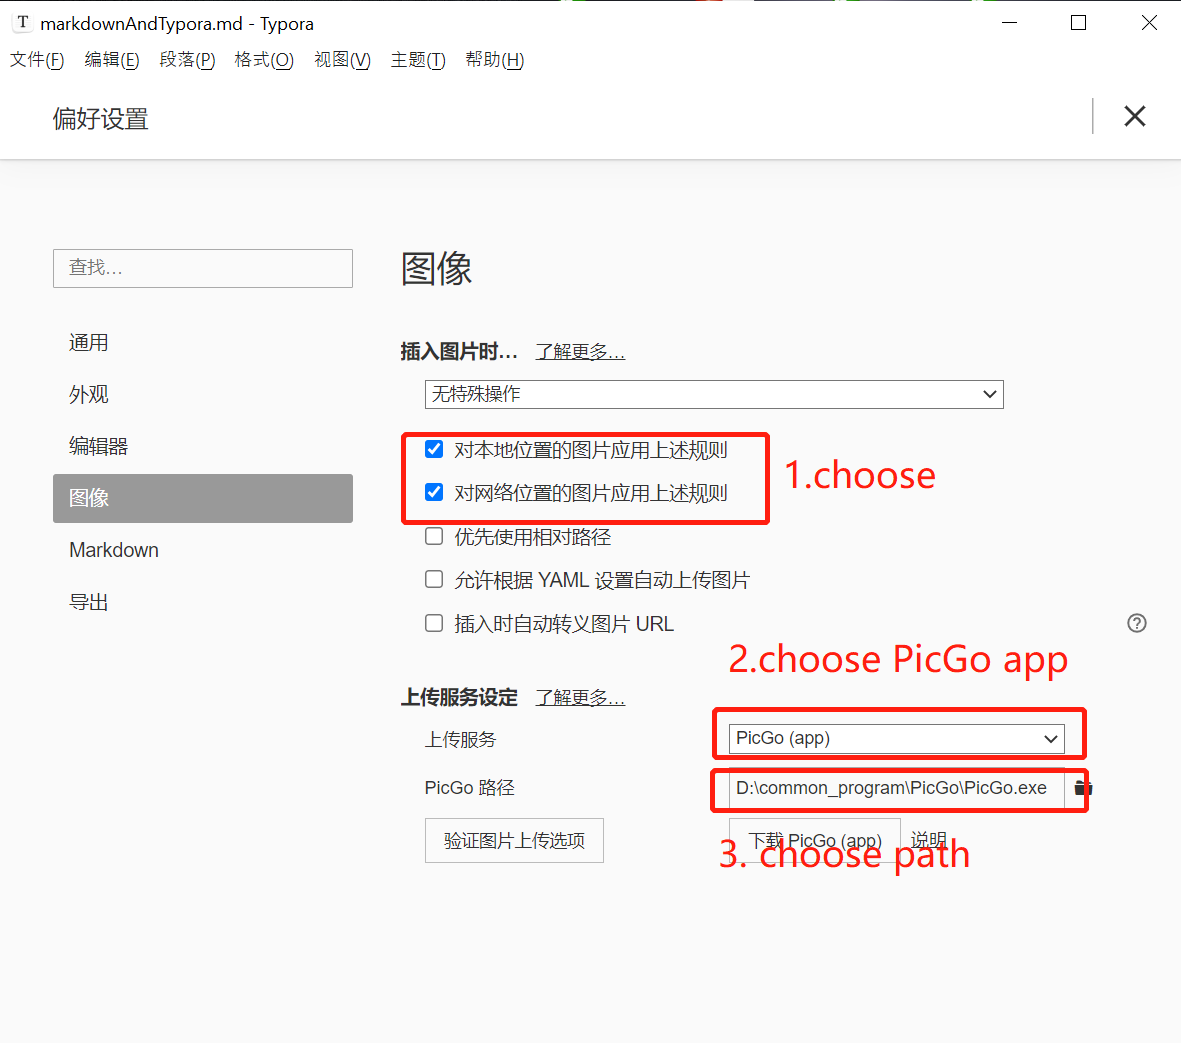 T markdownAndTypora.md - Typora
文件(F) 编辑(E) 段落(P) 格式(O) 视图(V) 主题(T) 帮助(H)
偏好设置
查找...
通用
外观
编辑器
图像
Markdown
导出
图像
插入图片时... 了解更多...
无特殊操作
对本地位置的图片应用上述规则
对网络位置的图片应用上述规则
1.choose
优先使用相对路径
允许根据 YAML 设置自动上传图片
插入时自动转义图片 URL
?
2.choose PicGo app
上传服务设定 了解更多...
上传服务 PicGo (app)
PicGo 路径 D:\common_program\PicGo\PicGo.exe
验证图片上传选项 下载 PicGo (app) 说明
3. choose path